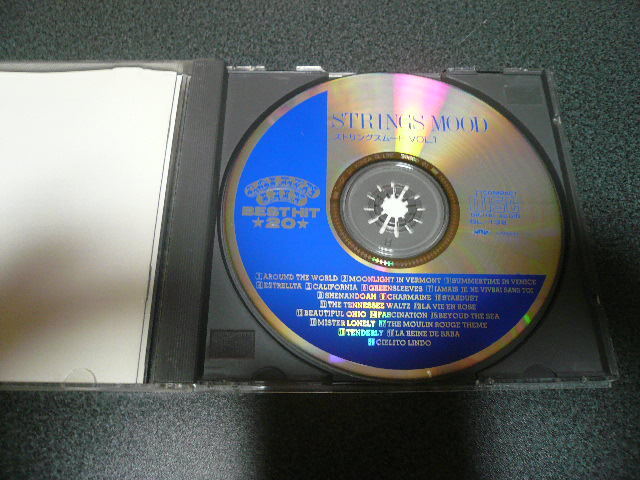 STRINGS MOOD
ストリングスムード VOL.1
BEST HIT
★20★
COMPACT
DIGITAL AUDIO
1 AROUND THE WORLD 2 MOONLIGHT IN VERMONT 3 SUMMERTIME IN VENICE
4 ESTRELLTA 5 CALIFORNIA 6 GREENSLEEVES 7 JAMAIS JE NE VIVRAI SANS TOI
8 SHENANDOAH 9 CHARMAINE 10 STARDUST
11 THE TENNESSEE WALTZ 12 LA VIE EN ROSE
13 BEAUTIFUL OHIO 14 FASCINATION 15 BEYOUD THE SEA
16 MISTER LONELY 17 THE MOULIN ROUGE THEME
18 TENDERLY 19 LA REINE DE SABA
20 CIELITO LINDO